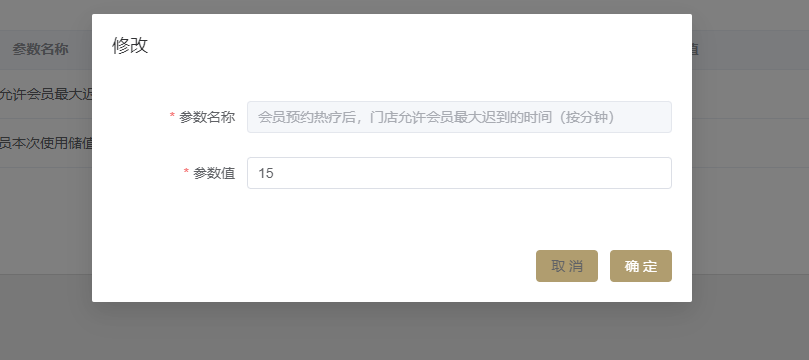 修改
参数名称
值
允许会员最大迟
员本次使用储值
* 参数名称 会员预约热疗后，门店允许会员最大迟到的时间（按分钟）
* 参数值 15
取 消 确 定